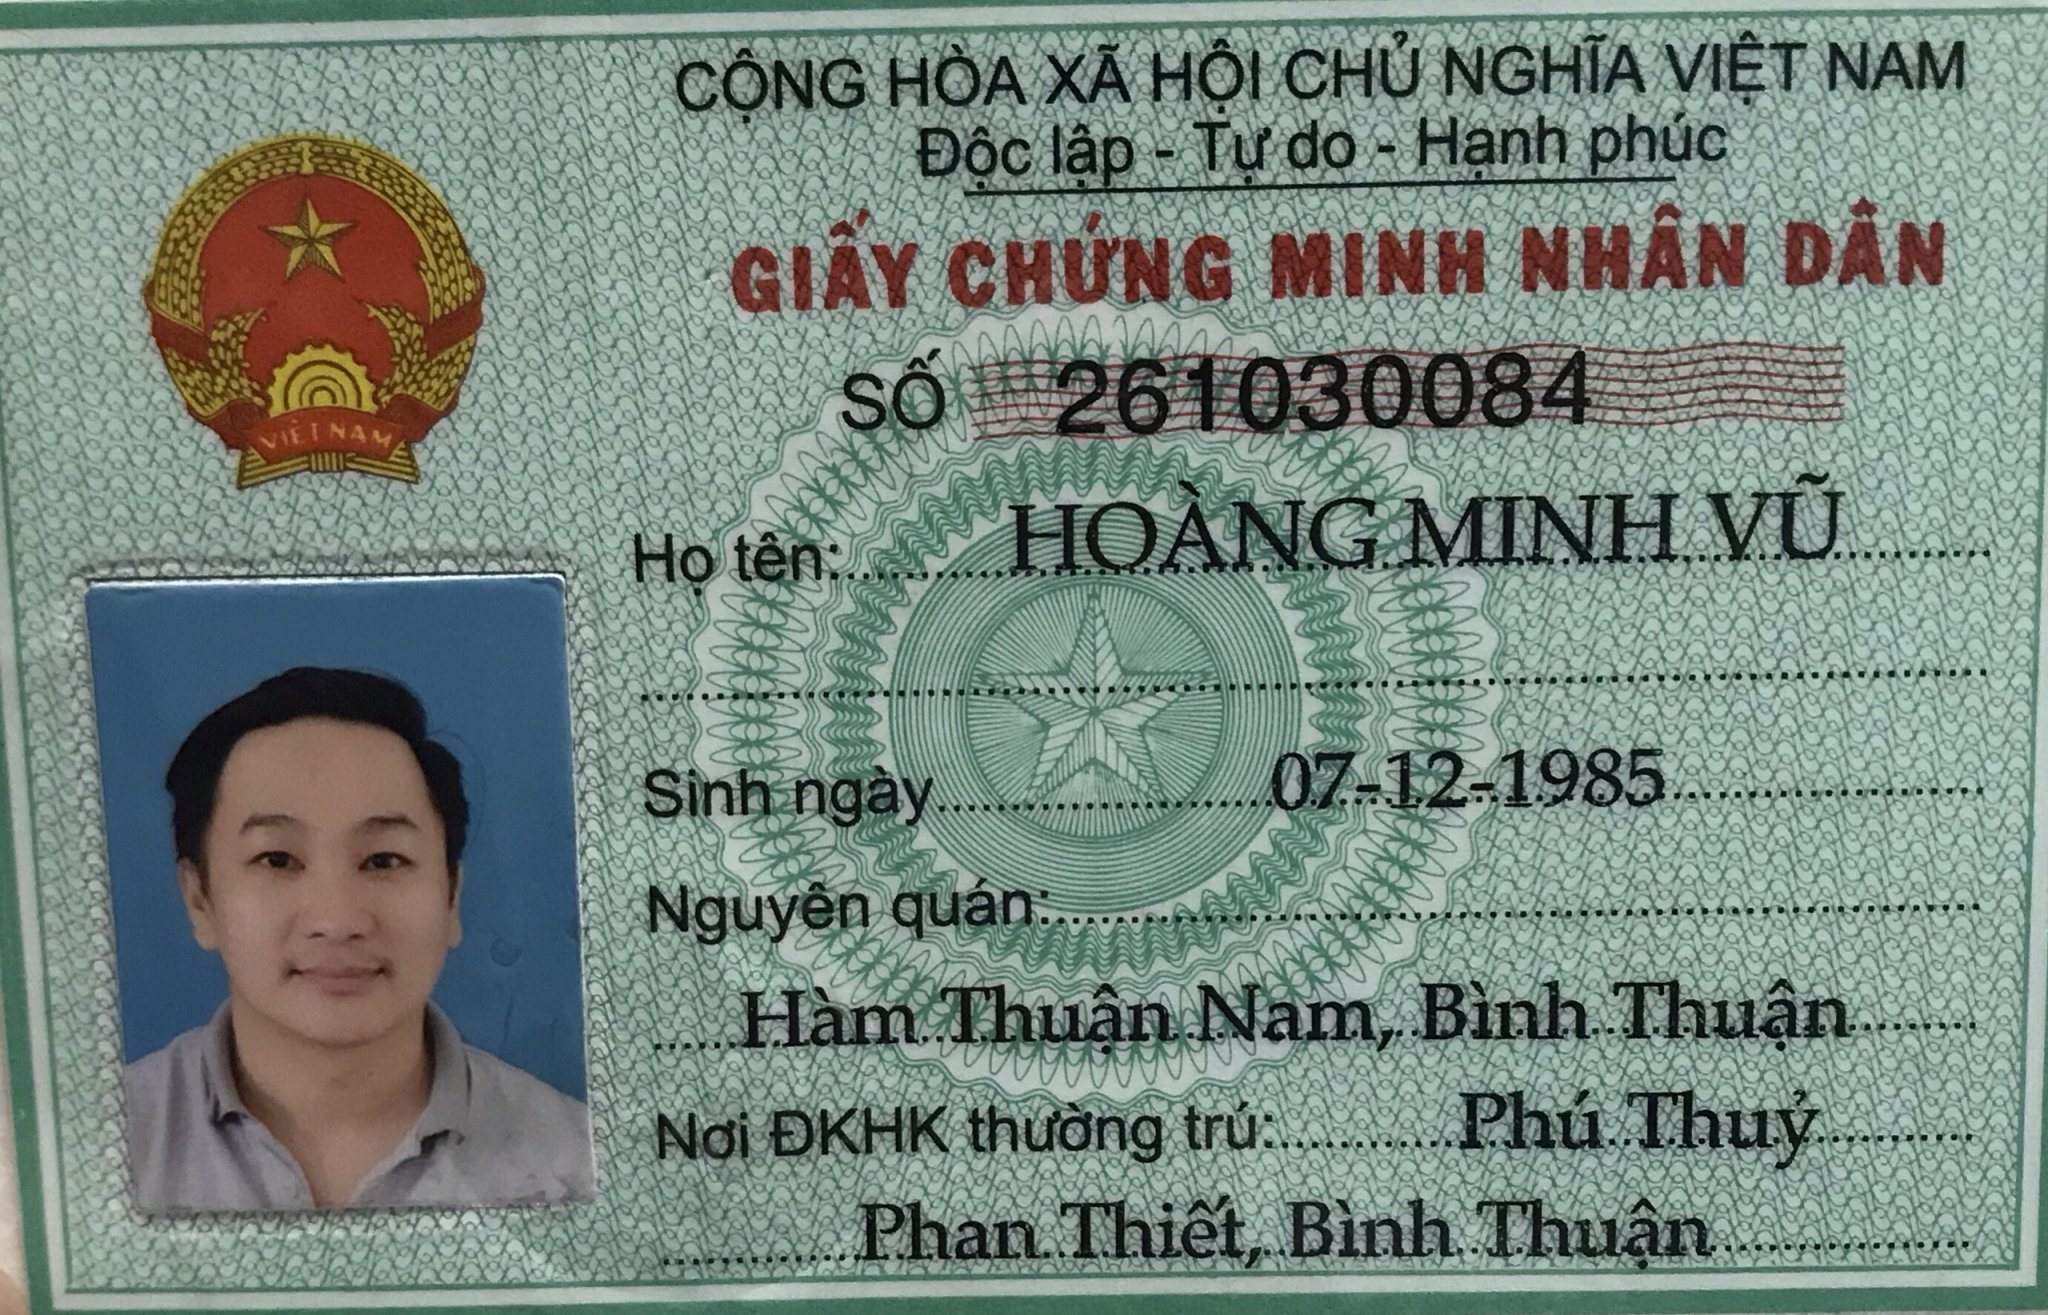 CỘNG HÒA XÃ HỘI CHỦ NGHĨA VIỆT NAM
Độc lập - Tự do - Hạnh phúc
GIẤY CHỨNG MINH NHÂN DÂN
SỐ 261030084
VIỆT NAM
Họ tên: HOÀNG MINH VŨ
Sinh ngày 07-12-1985
Nguyên quán:
Hàm Thuận Nam, Bình Thuận
Nơi ĐKHK thường trú: Phú Thuỷ
Phan Thiết, Bình Thuận